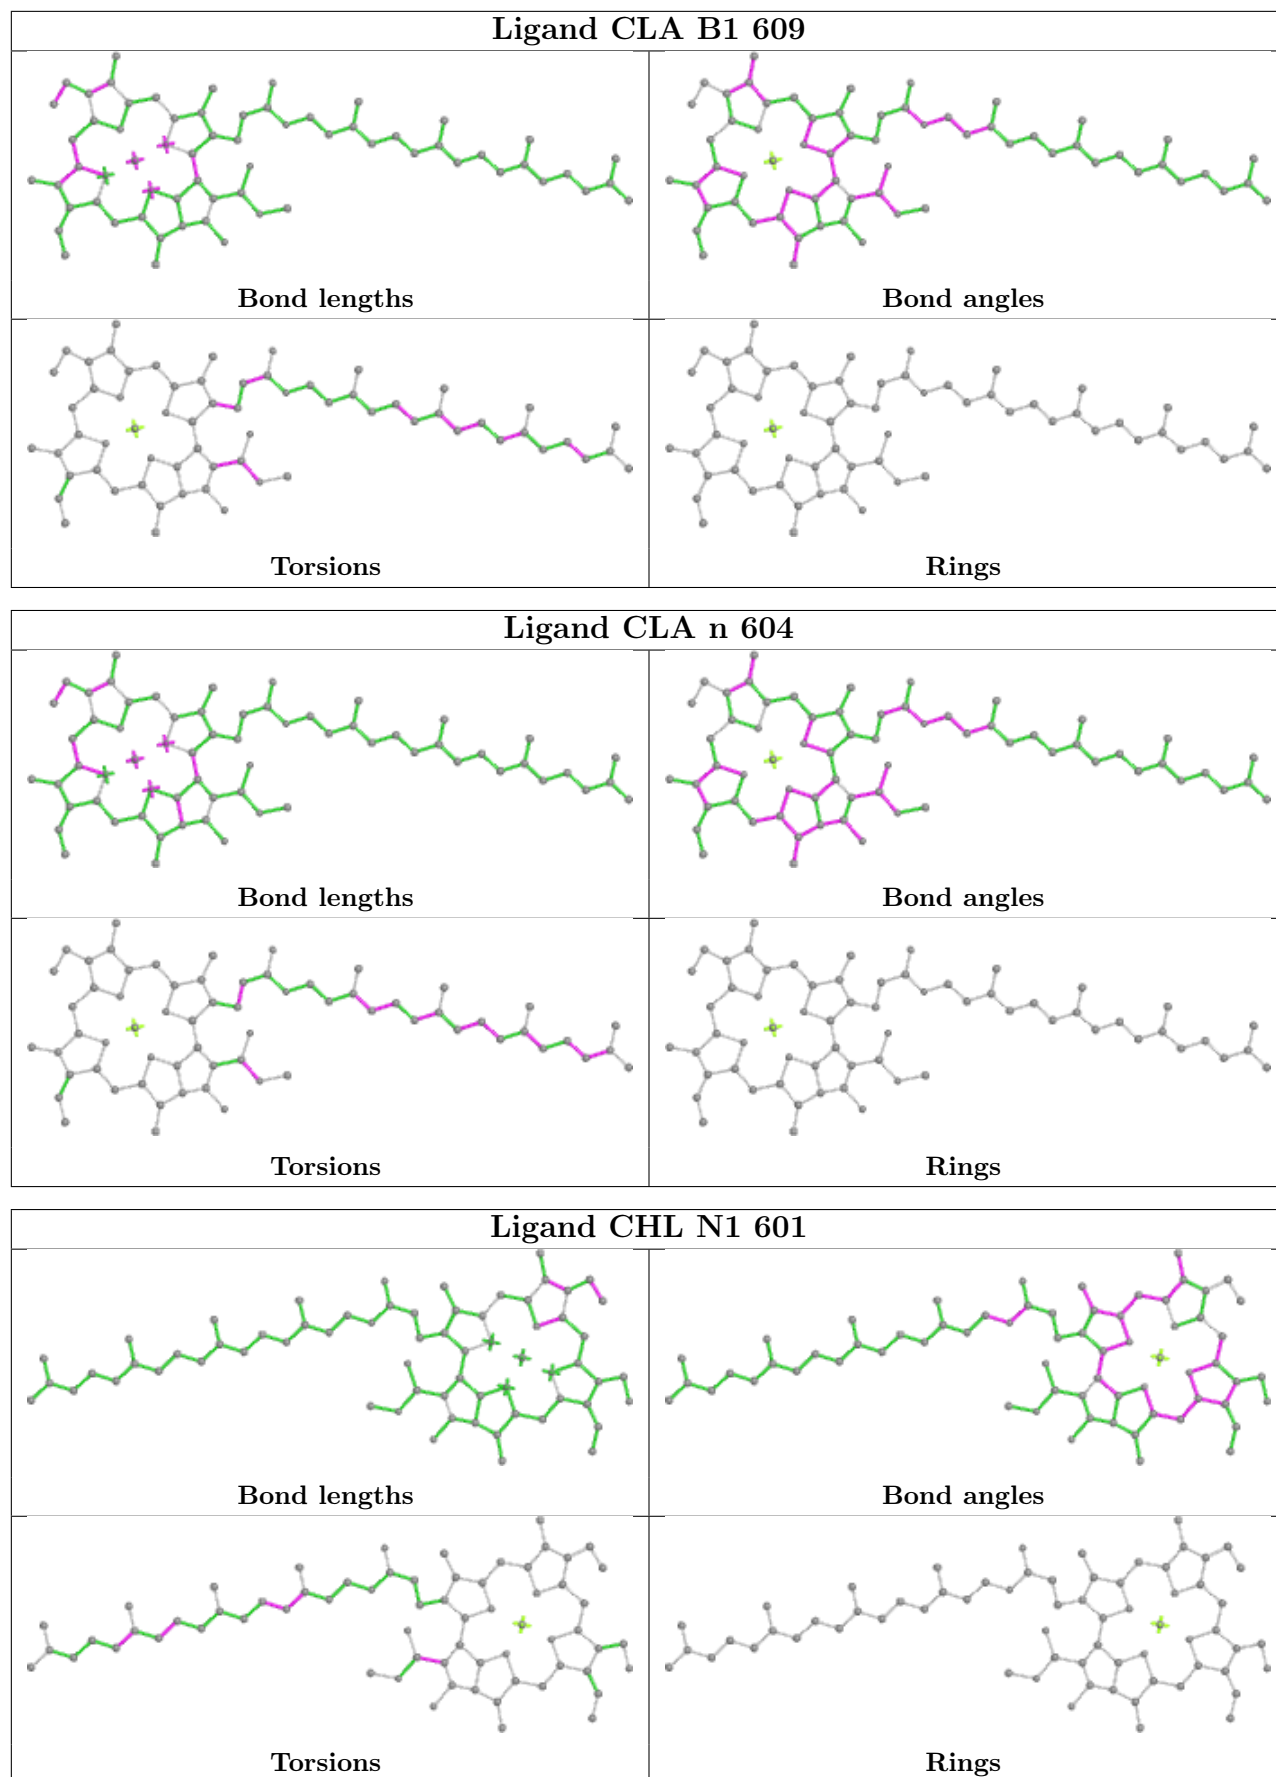 Ligand CLA B1 609
Bond lengths
Bond angles
Torsions
Rings
Ligand CLA n 604
Bond lengths
Bond angles
Torsions
Rings
Ligand CHL N1 601
Bond lengths
Bond angles
Torsions
Rings